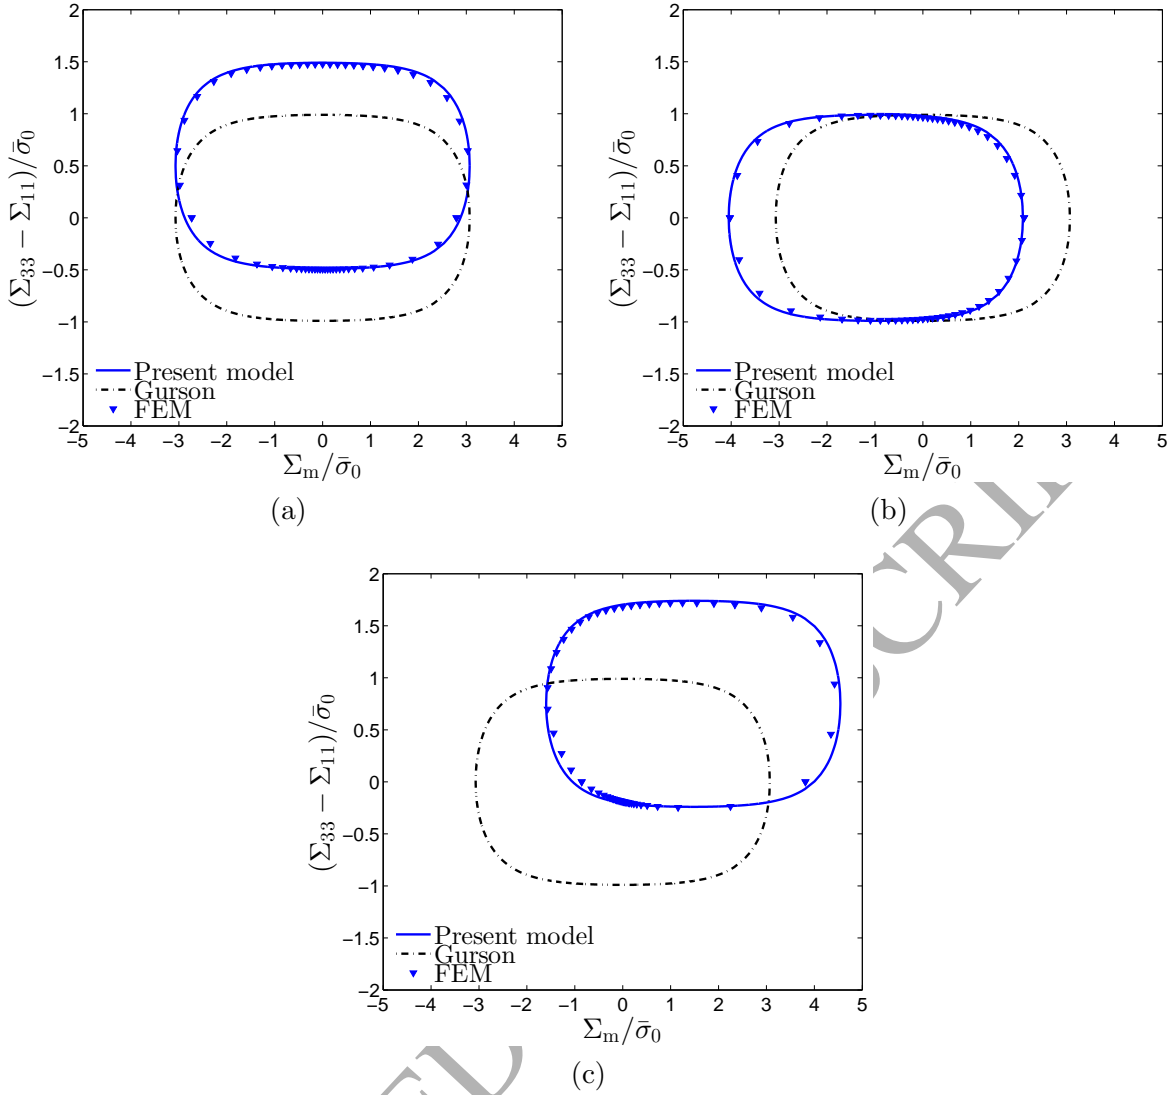 2
1.5
1
0.5
0
−0.5
−1
−1.5
−2
(Σ33 − Σ11)/σ̄0
Present model
Gurson
FEM
−5 −4 −3 −2 −1 0 1 2 3 4 5
Σm/σ̄0
(a)
2
1.5
1
0.5
0
−0.5
−1
−1.5
−2
(Σ33 − Σ11)/σ̄0
Present model
Gurson
FEM
−5 −4 −3 −2 −1 0 1 2 3 4 5
Σm/σ̄0
(b)
2
1.5
1
0.5
0
−0.5
−1
−1.5
−2
(Σ33 − Σ11)/σ̄0
Present model
Gurson
FEM
−5 −4 −3 −2 −1 0 1 2 3 4 5
Σm/σ̄0
(c)